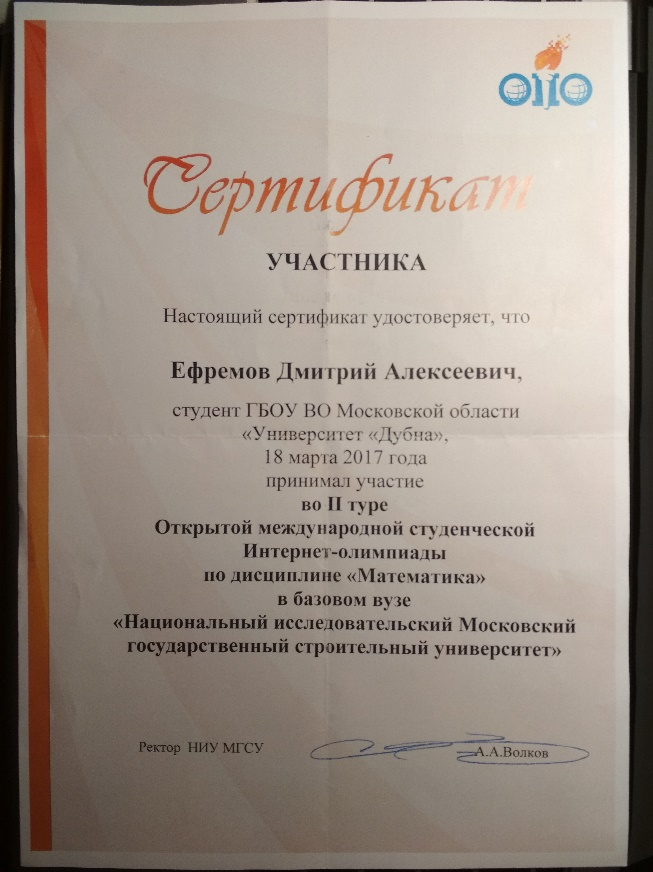 Сертификат
УЧАСТНИКА
Настоящий сертификат удостоверяет, что
Ефремов Дмитрий Алексеевич,
студент ГБОУ ВО Московской области
«Университет «Дубна»,
18 марта 2017 года
принимал участие
во II туре
Открытой международной студенческой
Интернет-олимпиады
по дисциплине «Математика»
в базовом вузе
«Национальный исследовательский Московский
государственный строительный университет»
Ректор НИУ МГСУ
А.А.Волков